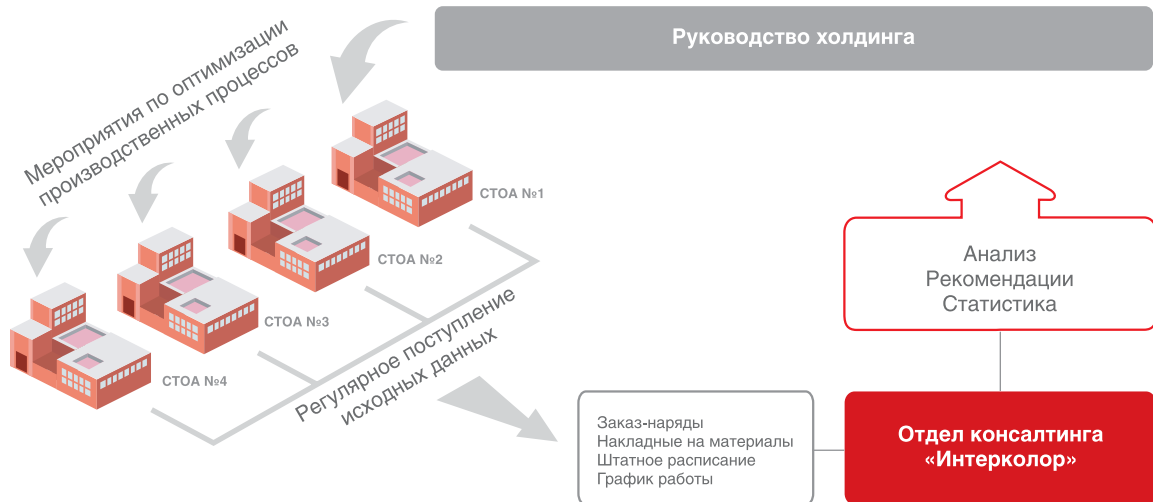 Руководство холдинга
Мероприятия по оптимизации
производственных процессов
СТОА №1
СТОА №2
СТОА №3
СТОА №4
Регулярное поступление
исходных данных
Анализ
Рекомендации
Статистика
Заказ-наряды
Накладные на материалы
Штатное расписание
График работы
Отдел консалтинга
«Интерколор»